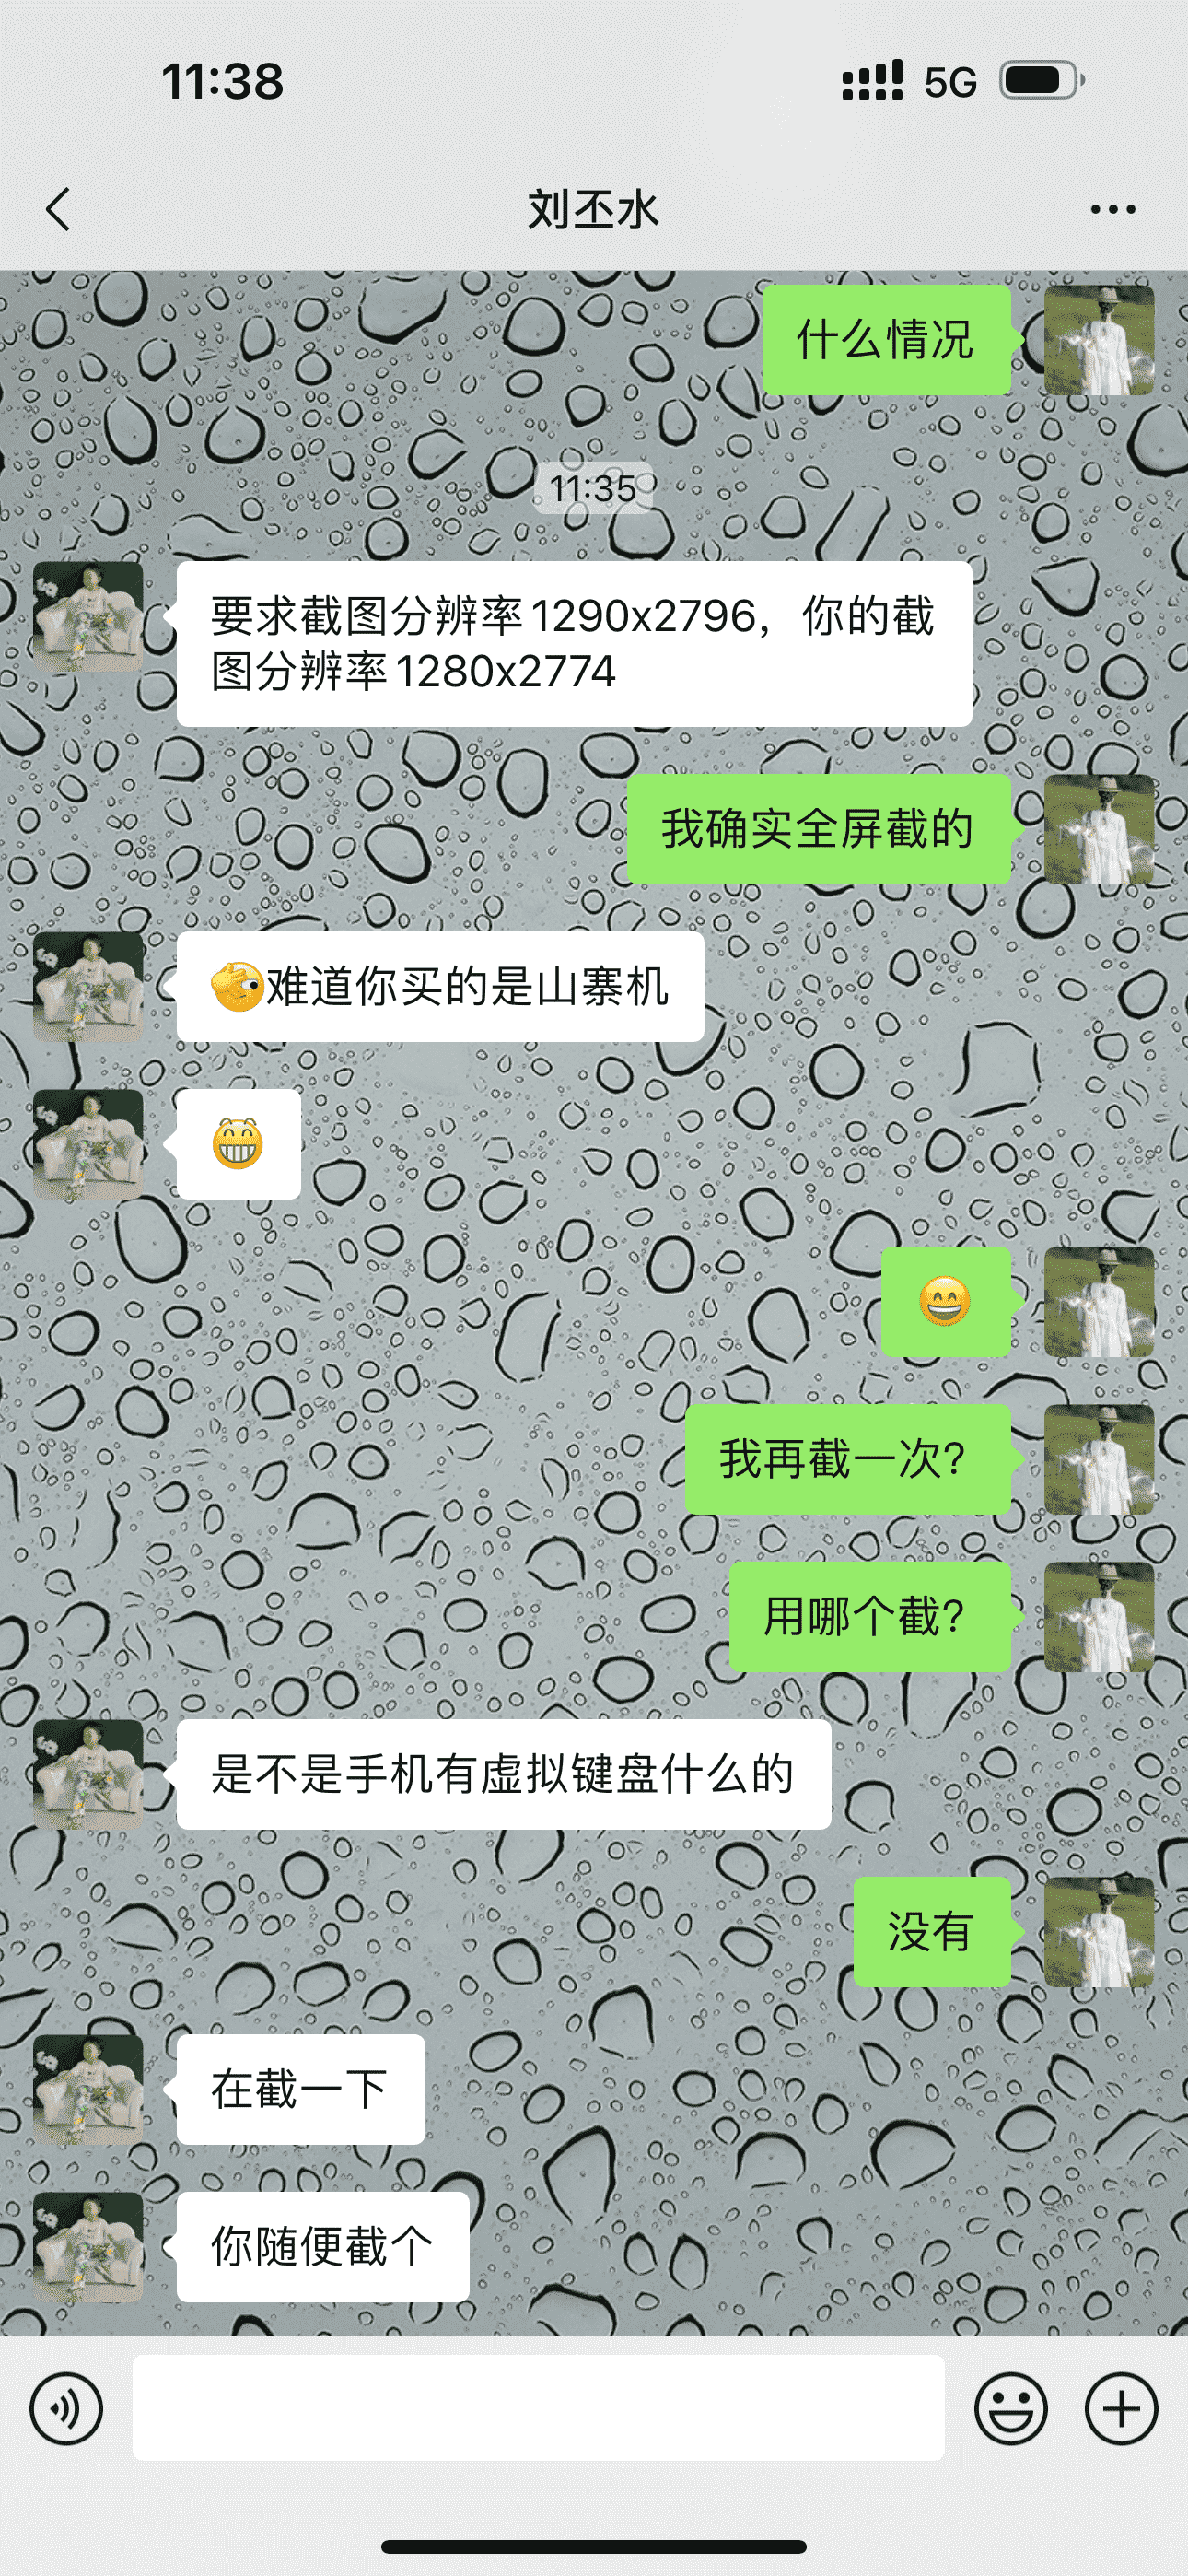 11:38
5G
刘丕水
什么情况
11:35
要求截图分辨率1290x2796，你的截
图分辨率1280x2774
我确实全屏截的
难道你买的是山寨机
我再截一次?
用哪个截?
是不是手机有虚拟键盘什么的
没有
在截一下
你随便截个